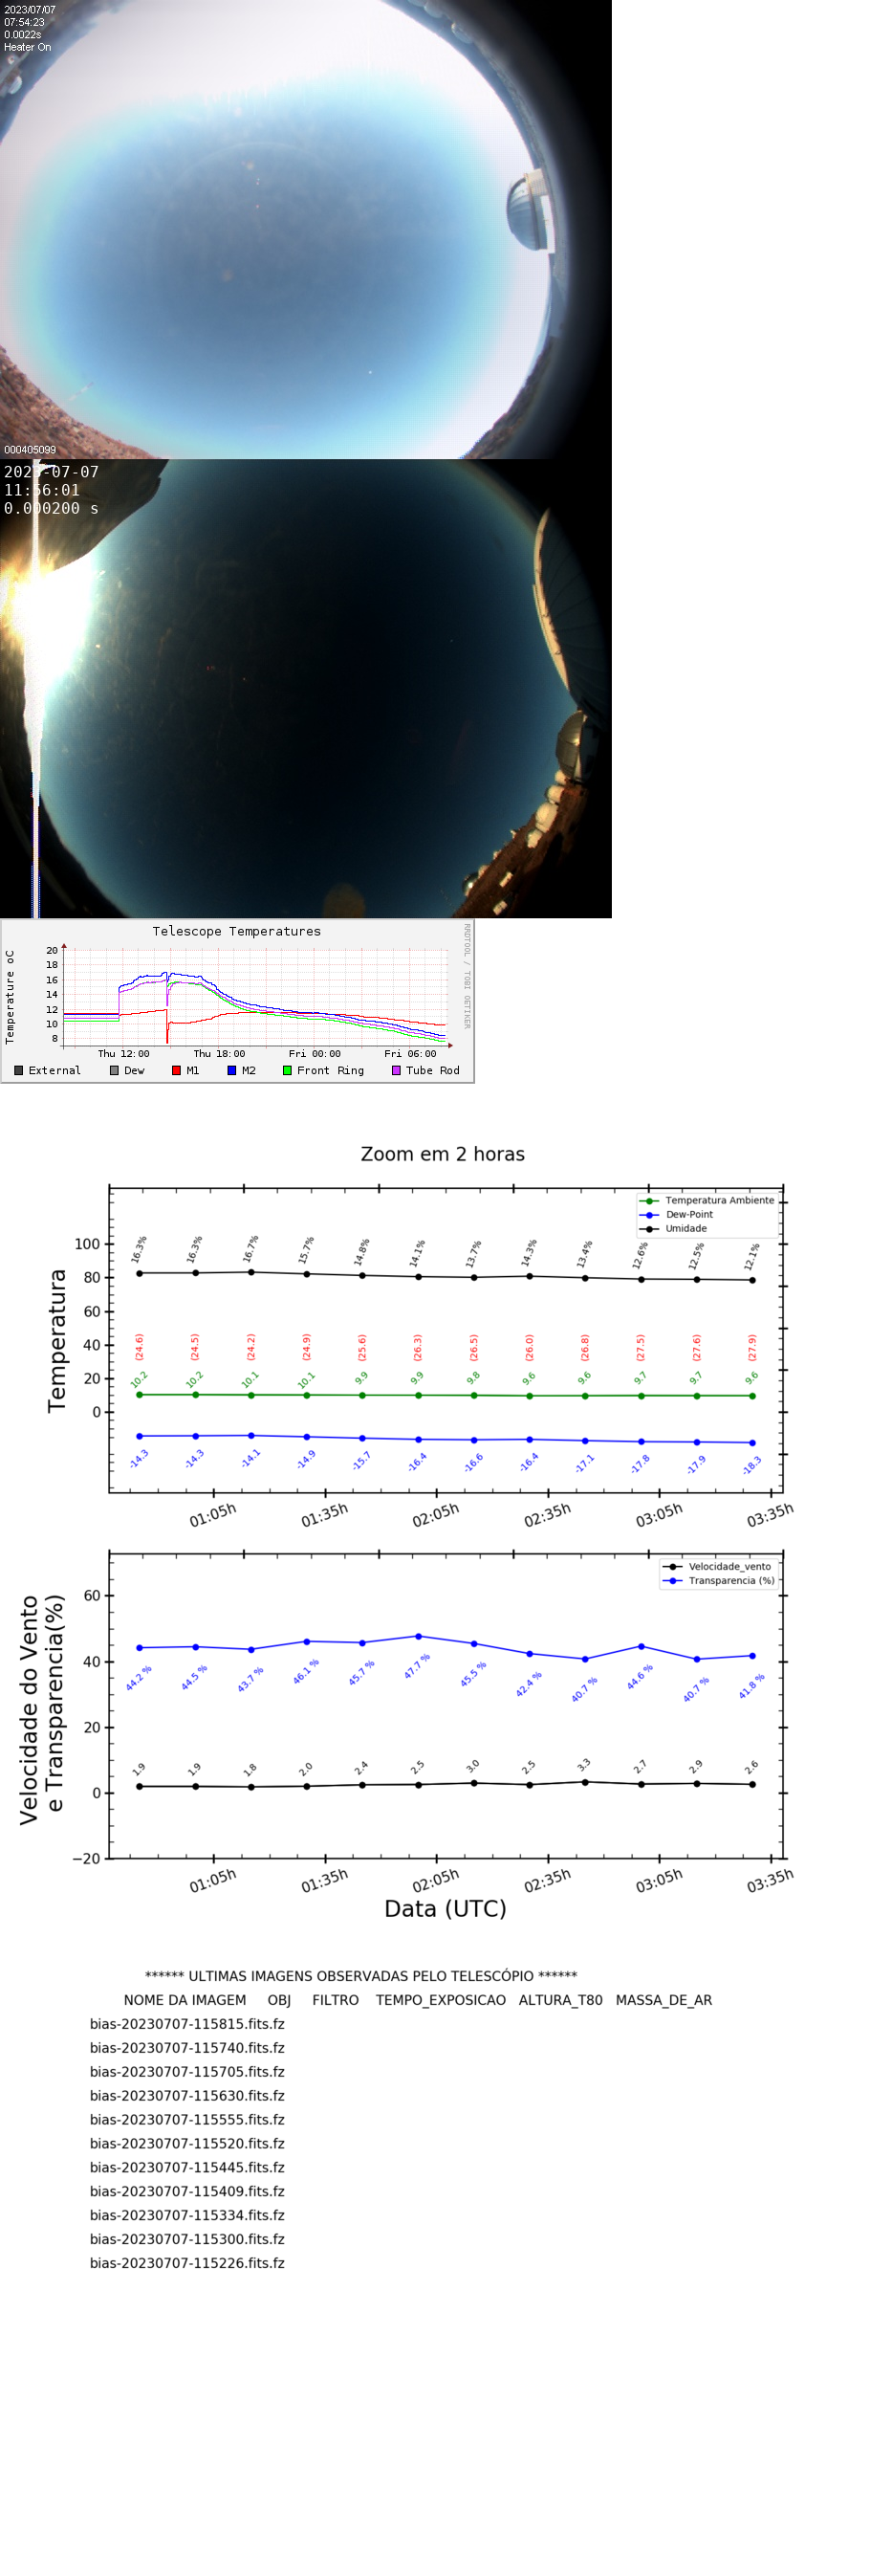 2023/07/07
07:54:23
0.0022s
Heater On
000405099
2023-07-07
11:56:01
0.000200 s
Telescope Temperatures
RRDTOOL / TOBI OETIKER
Temperature oC
20
18
16
14
12
10
8
Thu 12:00 Thu 18:00 Fri 00:00 Fri 06:00
External Dew M1 M2 Front Ring Tube Rod
Zoom em 2 horas
Temperatura Ambiente
Dew-Point
Umidade
Temperatura
100
80
60
40
20
0
16.3% 16.3% 16.7% 15.7% 14.8% 14.1% 13.7% 14.3% 13.4% 12.6% 12.5% 12.1%
(24.6) (24.5) (24.2) (24.9) (25.6) (26.3) (26.5) (26.0) (26.8) (27.5) (27.6) (27.9)
10.2 10.2 10.1 10.1 9.9 9.9 9.8 9.6 9.6 9.7 9.7 9.6
-14.3 -14.3 -14.1 -14.9 -15.7 -16.4 -16.6 -16.4 -17.1 -17.8 -17.9 -18.3
01:05h 01:35h 02:05h 02:35h 03:05h 03:35h
Velocidade_vento
Transparencia (%)
Velocidade do Vento
e Transparencia(%)
60
40
20
0
−20
44.2 % 44.5 % 43.7 % 46.1 % 45.7 % 47.7 % 45.5 % 42.4 % 40.7 % 44.6 % 40.7 % 41.8 %
1.9 1.9 1.8 2.0 2.4 2.5 3.0 2.5 3.3 2.7 2.9 2.6
01:05h 01:35h 02:05h 02:35h 03:05h 03:35h
Data (UTC)
****** ULTIMAS IMAGENS OBSERVADAS PELO TELESCÓPIO ******
NOME DA IMAGEM OBJ FILTRO TEMPO_EXPOSICAO ALTURA_T80 MASSA_DE_AR
bias-20230707-115815.fits.fz
bias-20230707-115740.fits.fz
bias-20230707-115705.fits.fz
bias-20230707-115630.fits.fz
bias-20230707-115555.fits.fz
bias-20230707-115520.fits.fz
bias-20230707-115445.fits.fz
bias-20230707-115409.fits.fz
bias-20230707-115334.fits.fz
bias-20230707-115300.fits.fz
bias-20230707-115226.fits.fz